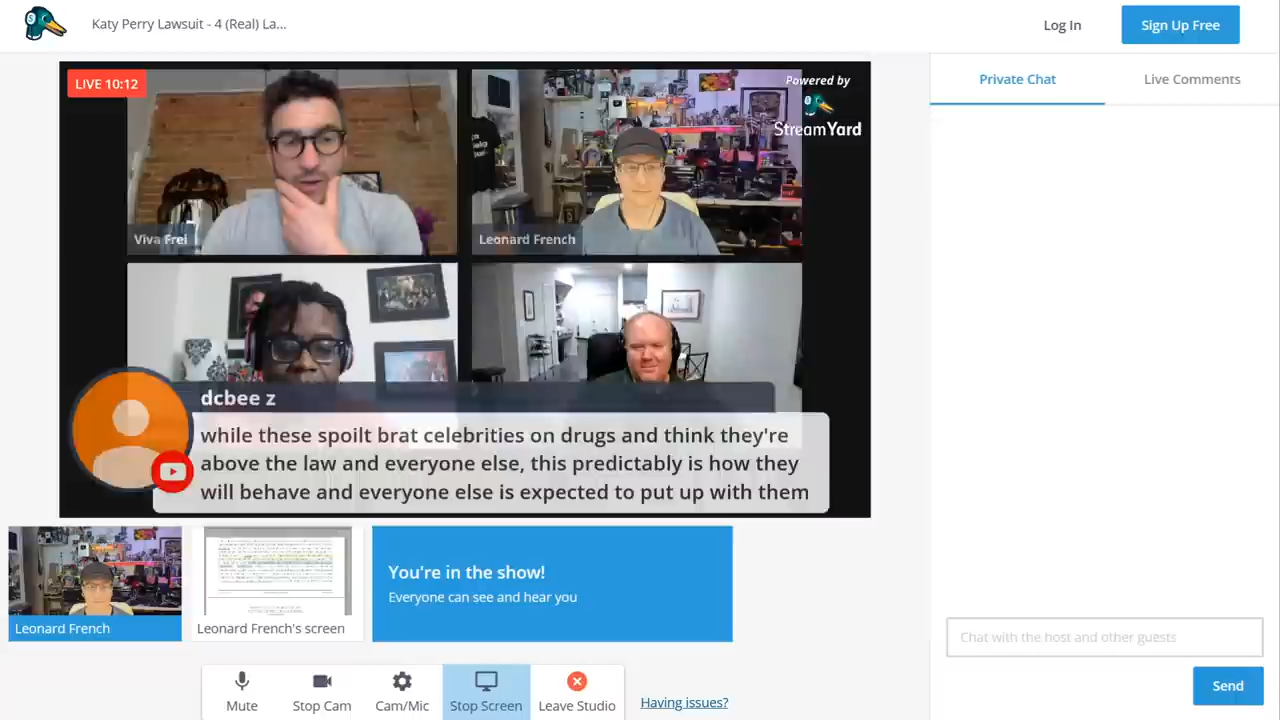 Katy Perry Lawsuit - 4 (Real) La...
Log In
Sign Up Free
LIVE 10:12
Powered by
StreamYard
Viva Frei
Leonard French
dcbee z
while these spoilt brat celebrities on drugs and think they're
above the law and everyone else, this predictably is how they
will behave and everyone else is expected to put up with them
Private Chat
Live Comments
Leonard French
Leonard French's screen
You're in the show!
Everyone can see and hear you
Chat with the host and other guests
Send
Mute
Stop Cam
Cam/Mic
Stop Screen
Leave Studio
Having issues?